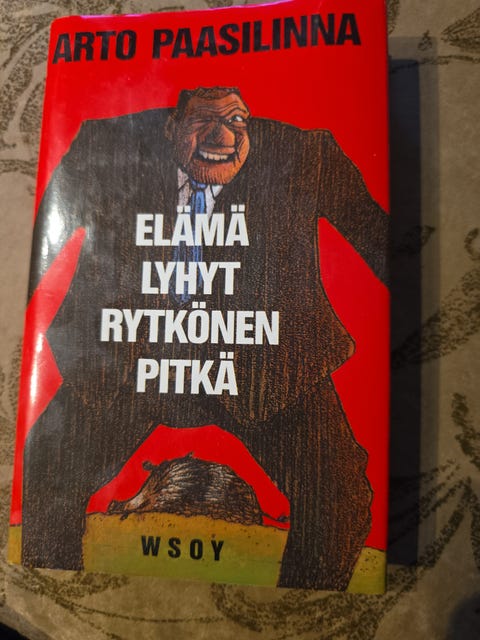 ARTO PAASILINNA
ELÄMÄ
LYHYT
RYTKÖNEN
PITKÄ
WSOY